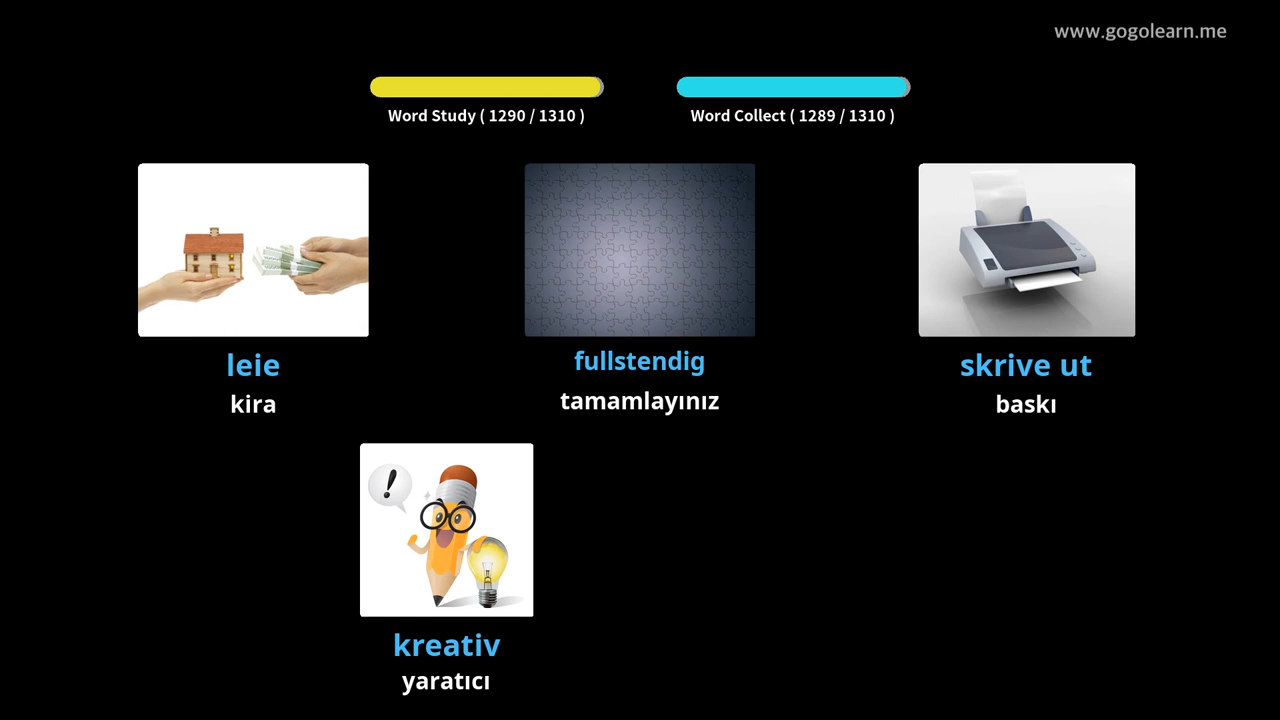 www.gogolearn.me
Word Study ( 1290 / 1310 )
Word Collect ( 1289 / 1310 )
leie
kira
fullstendig
tamamlayınız
skrive ut
baskı
!
kreativ
yaratıcı